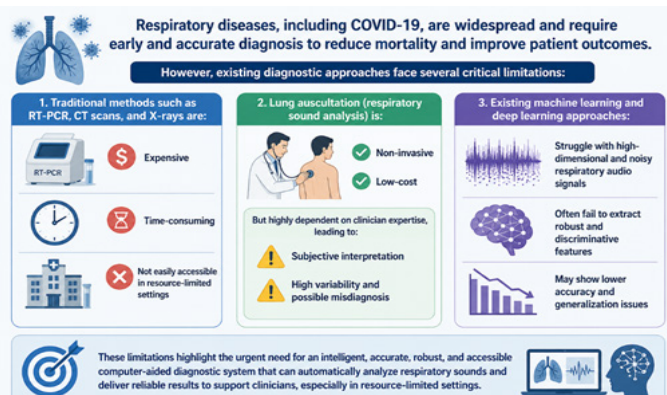 Respiratory diseases, including COVID-19, are widespread and require
early and accurate diagnosis to reduce mortality and improve patient outcomes.
However, existing diagnostic approaches face several critical limitations:
1. Traditional methods such as
RT-PCR, CT scans, and X-rays are:
RT-PCR
$
Expensive
Time-consuming
Not easily accessible
in resource-limited
settings
2. Lung auscultation (respiratory
sound analysis) is:
Non-invasive
Low-cost
But highly dependent on clinician expertise,
leading to:
Subjective interpretation
High variability and
possible misdiagnosis
3. Existing machine learning and
deep learning approaches:
Struggle with high-
dimensional and noisy
respiratory audio
signals
Often fail to extract
robust and
discriminative
features
May show lower
accuracy and
generalization issues
These limitations highlight the urgent need for an intelligent, accurate, robust, and accessible
computer-aided diagnostic system that can automatically analyze respiratory sounds and
deliver reliable results to support clinicians, especially in resource-limited settings.